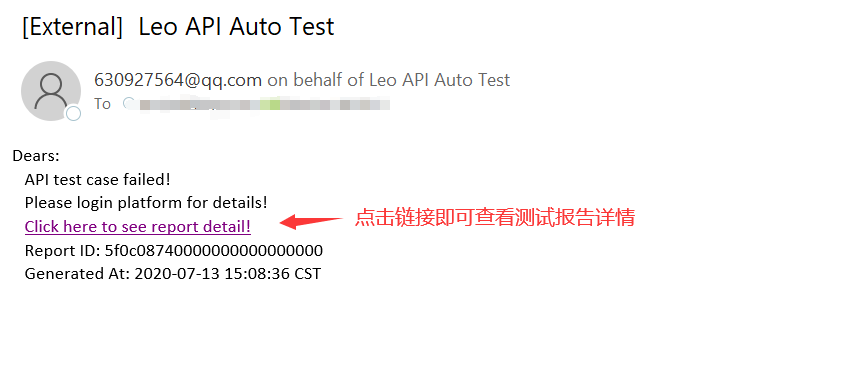 [External] Leo API Auto Test
630927564@qq.com on behalf of Leo API Auto Test
To
Dears:
API test case failed!
Please login platform for details!
Click here to see report detail!
点击链接即可查看测试报告详情
Report ID: 5f0c08740000000000000000
Generated At: 2020-07-13 15:08:36 CST